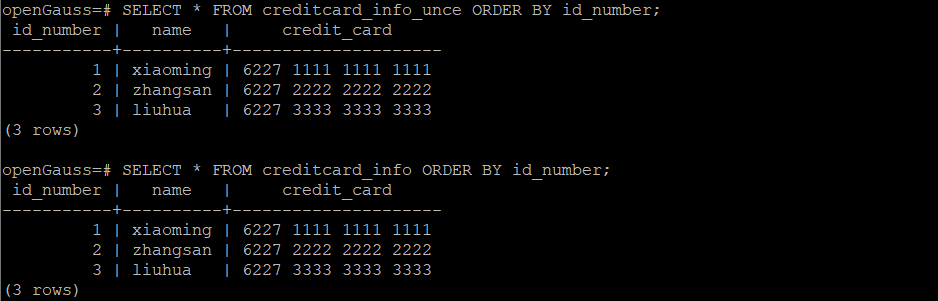 openGauss=# SELECT * FROM creditcard_info_unce ORDER BY id_number;
 id_number |   name   |     credit_card
-----------+----------+---------------------
         1 | xiaoming | 6227 1111 1111 1111
         2 | zhangsan | 6227 2222 2222 2222
         3 | liuhua   | 6227 3333 3333 3333
(3 rows)

openGauss=# SELECT * FROM creditcard_info ORDER BY id_number;
 id_number |   name   |     credit_card
-----------+----------+---------------------
         1 | xiaoming | 6227 1111 1111 1111
         2 | zhangsan | 6227 2222 2222 2222
         3 | liuhua   | 6227 3333 3333 3333
(3 rows)